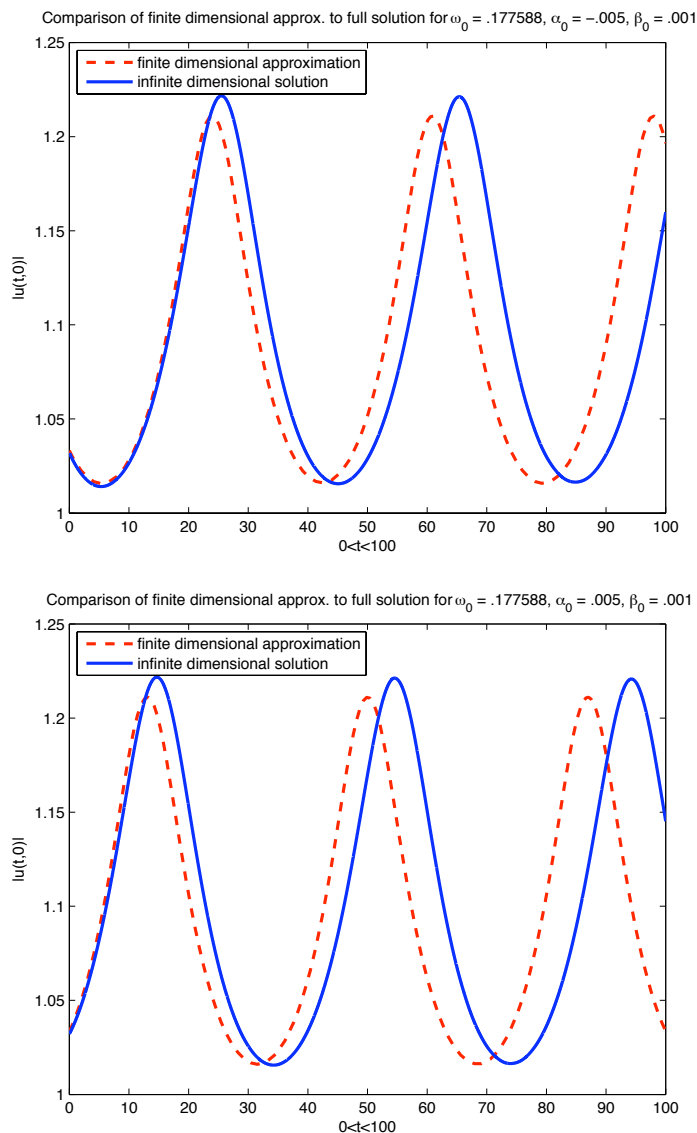 Comparison of finite dimensional approx. to full solution for ω₀ = .177588, α₀ = −.005, β₀ = .001
1.25
finite dimensional approximation
infinite dimensional solution
1.2
1.15
|u(t,0)|
1.1
1.05
1
0 10 20 30 40 50 60 70 80 90 100
0<t<100
Comparison of finite dimensional approx. to full solution for ω₀ = .177588, α₀ = .005, β₀ = .001
1.25
finite dimensional approximation
infinite dimensional solution
1.2
1.15
|u(t,0)|
1.1
1.05
1
0 10 20 30 40 50 60 70 80 90 100
0<t<100